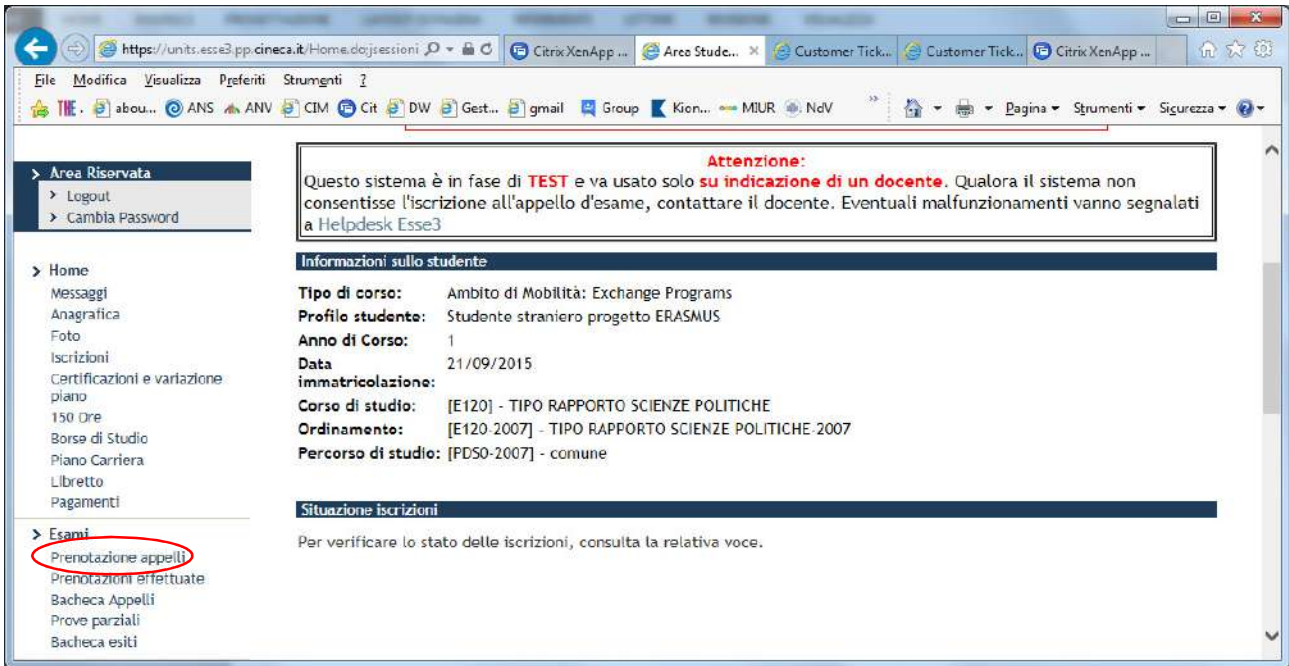 https://units.esse3.pp.cineca.it/Home.do;jsessioni
Citrix XenApp ...
Area Stude...
Customer Tick...
Customer Tick...
Citrix XenApp ...
File Modifica Visualizza Preferiti Strumenti ?
THE. abou... ANS ANV CIM Cit DW Gest... gmail Group Kion... MIUR NdV Pagina Strumenti Sicurezza
Area Riservata
Logout
Cambia Password
Home
Messaggi
Anagrafica
Foto
Iscrizioni
Certificazioni e variazione
piano
150 Ore
Borse di Studio
Piano Carriera
Libretto
Pagamenti
Esami
Prenotazione appelli
Prenotazioni effettuate
Bacheca Appelli
Prove parziali
Bacheca esiti
Attenzione:
Questo sistema è in fase di TEST e va usato solo su indicazione di un docente. Qualora il sistema non
consentisse l'iscrizione all'appello d'esame, contattare il docente. Eventuali malfunzionamenti vanno segnalati
a Helpdesk Esse3
Informazioni sullo studente
Tipo di corso: Ambito di Mobilità: Exchange Programs
Profilo studente: Studente straniero progetto ERASMUS
Anno di Corso: 1
Data 21/09/2015
immatricolazione:
Corso di studio: [E120] - TIPO RAPPORTO SCIENZE POLITICHE
Ordinamento: [E120-2007] - TIPO RAPPORTO SCIENZE POLITICHE-2007
Percorso di studio: [PDS0-2007] - comune
Situazione iscrizioni
Per verificare lo stato delle iscrizioni, consulta la relativa voce.